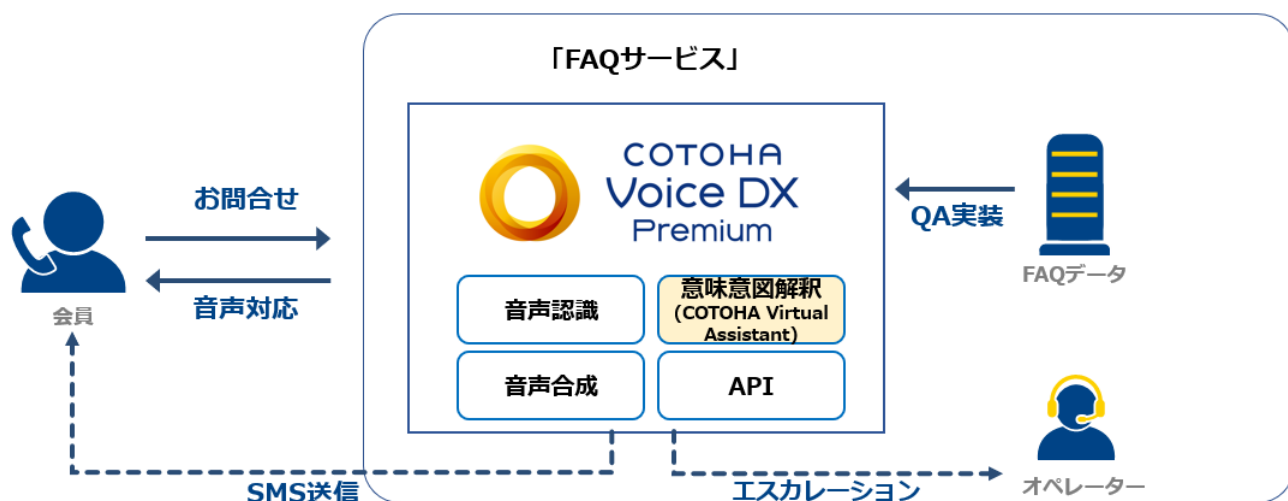 「FAQサービス」
COTOHA
Voice DX
Premium
お問合せ
音声対応
会員
QA実装
FAQデータ
音声認識
意味意図解釈
(COTOHA Virtual
Assistant)
音声合成
API
SMS送信
エスカレーション
オペレーター